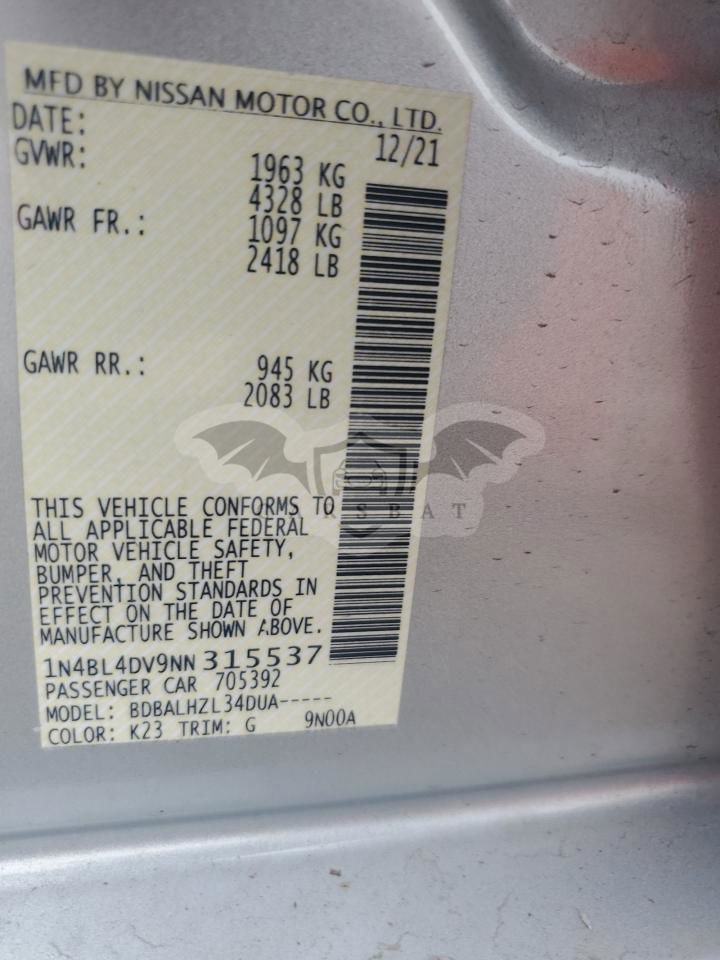 MFD BY NISSAN MOTOR CO., LTD.
DATE: 12/21
GVWR: 1963 KG
4328 LB
GAWR FR.: 1097 KG
2418 LB
GAWR RR.: 945 KG
2083 LB
THIS VEHICLE CONFORMS TO
ALL APPLICABLE FEDERAL
MOTOR VEHICLE SAFETY,
BUMPER, AND THEFT
PREVENTION STANDARDS IN
EFFECT ON THE DATE OF
MANUFACTURE SHOWN ABOVE.
1N4BL4DV9NN 315537
PASSENGER CAR 705392
MODEL: BDBALHZL34DUA-----
COLOR: K23 TRIM: G 9N00A
CARSBAT